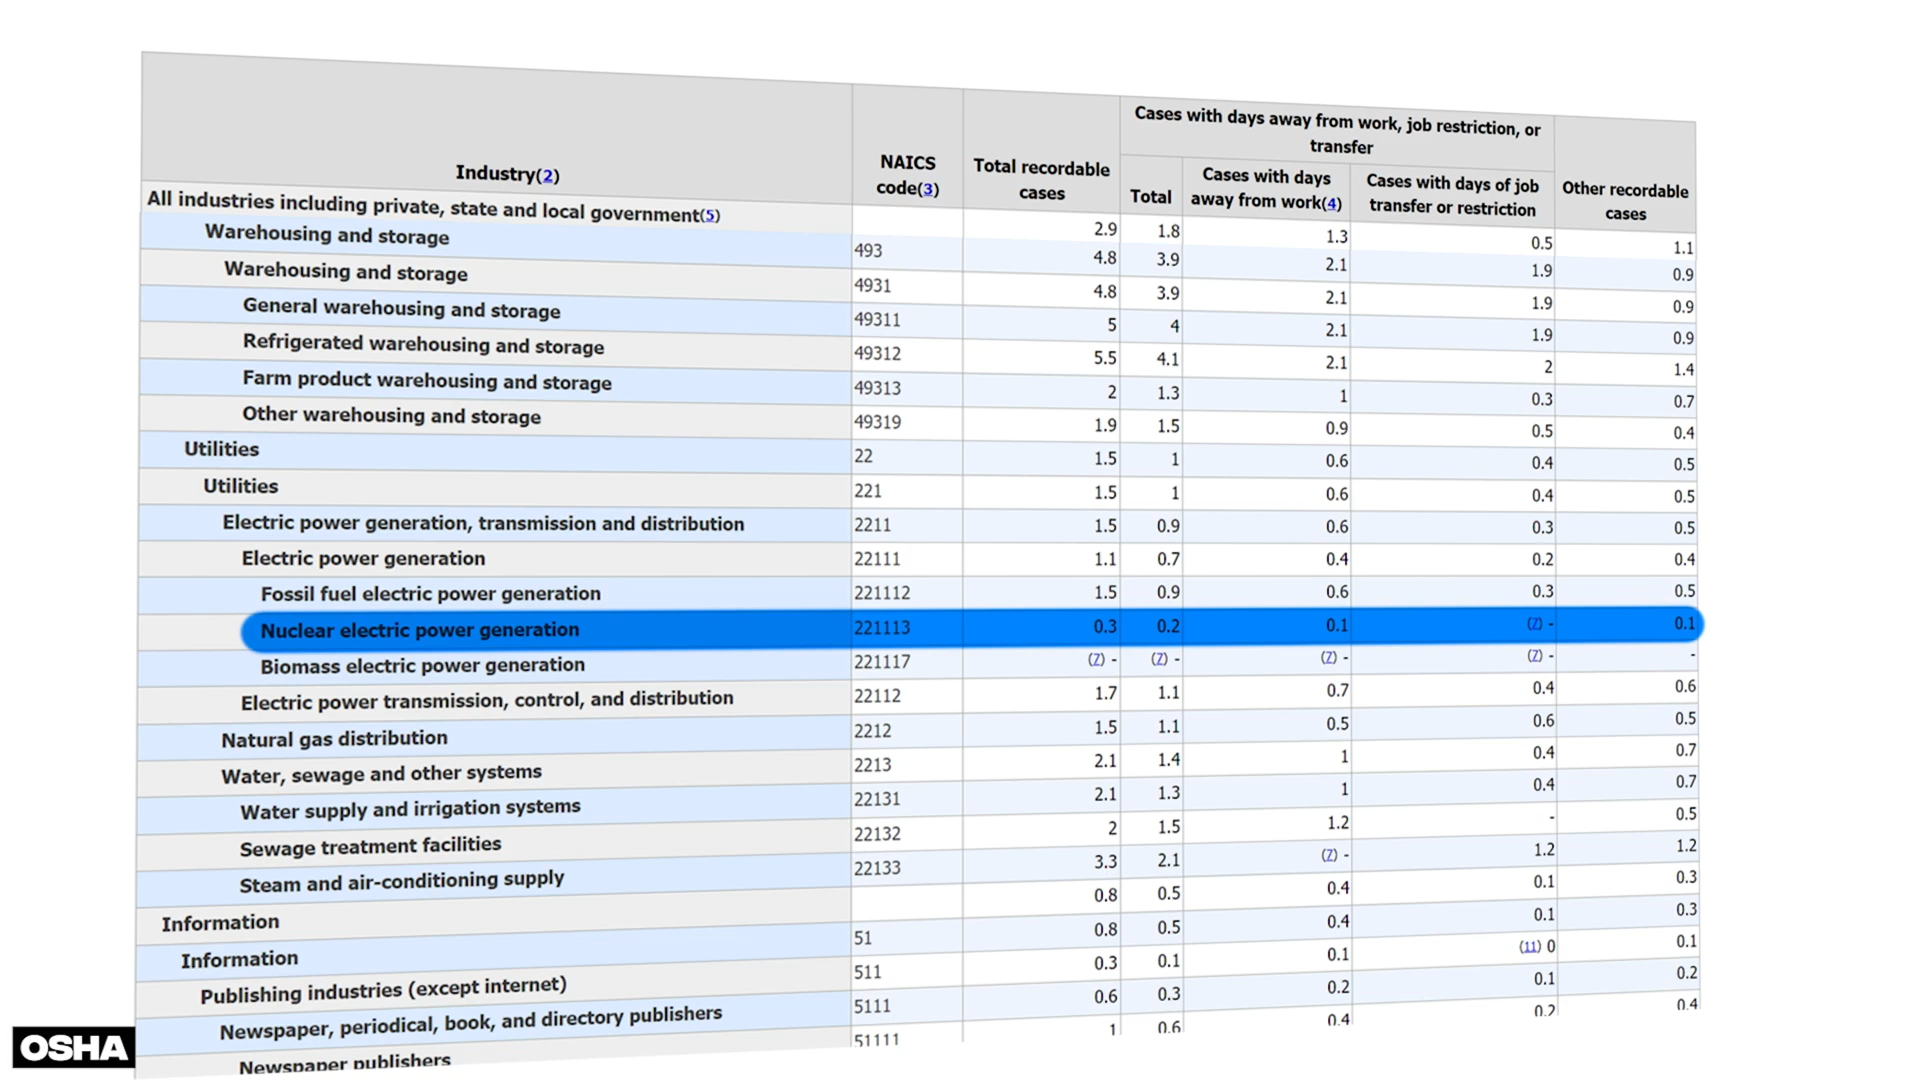 Industry(2)
NAICS
code(3)
Total recordable
cases
Cases with days away from work, job restriction, or
transfer
Total
Cases with days
away from work(4)
Cases with days of job
transfer or restriction
Other recordable
cases
All industries including private, state and local government(5) 2.9 1.8 1.3 0.5 1.1
Warehousing and storage 493 4.8 3.9 2.1 1.9 0.9
Warehousing and storage 4931 4.8 3.9 2.1 1.9 0.9
General warehousing and storage 49311 5 4 2.1 1.9 0.9
Refrigerated warehousing and storage 49312 5.5 4.1 2.1 2 1.4
Farm product warehousing and storage 49313 2 1.3 1 0.3 0.7
Other warehousing and storage 49319 1.9 1.5 0.9 0.5 0.4
Utilities 22 1.5 1 0.6 0.4 0.5
Utilities 221 1.5 1 0.6 0.4 0.5
Electric power generation, transmission and distribution 2211 1.5 0.9 0.6 0.3 0.5
Electric power generation 22111 1.1 0.7 0.4 0.2 0.4
Fossil fuel electric power generation 221112 1.5 0.9 0.6 0.3 0.5
Nuclear electric power generation 221113 0.3 0.2 0.1 (7) - 0.1
Biomass electric power generation 221117 (7) - (7) - (7) - (7) - -
Electric power transmission, control, and distribution 22112 1.7 1.1 0.7 0.4 0.6
Natural gas distribution 2212 1.5 1.1 0.5 0.6 0.5
Water, sewage and other systems 2213 2.1 1.4 1 0.4 0.7
Water supply and irrigation systems 22131 2.1 1.3 1 0.4 0.7
Sewage treatment facilities 22132 2 1.5 1.2 - 0.5
Steam and air-conditioning supply 22133 3.3 2.1 (7) - 1.2 1.2
Information 0.8 0.5 0.4 0.1 0.3
Information 51 0.8 0.5 0.4 0.1 0.3
Publishing industries (except internet) 511 0.3 0.1 0.1 (11) 0 0.1
Newspaper, periodical, book, and directory publishers 5111 0.6 0.3 0.2 0.1 0.2
Newspaper publishers 51111 1 0.6 0.4 0.2 0.4
OSHA